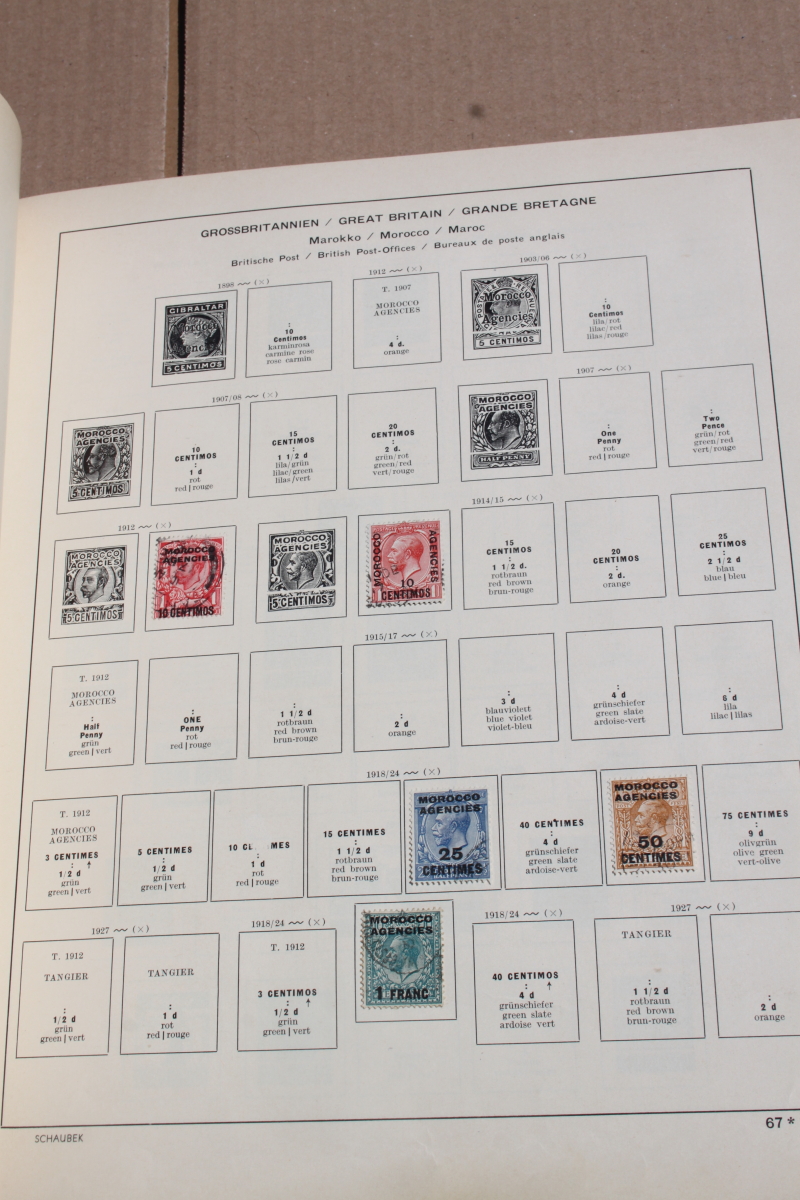 GROSSBRITANNIEN / GREAT BRITAIN / GRANDE BRETAGNE
Marokko / Morocco / Maroc
Britische Post / British Post-Offices / Bureaux de poste anglais
1898 〜 (×)
1912 〜 (×)
1903/06 〜 (×)
GIBRALTAR
Morocco
Agencies
5 CENTIMOS
:
10
Centimos
karminrosa
carmine rose
rose carmin
T. 1907
MOROCCO
AGENCIES
:
4 d.
orange
Morocco
Agencies
5 CENTIMOS
:
10
Centimos
lila/rot
lilac/red
lilas/rouge
1907/08 〜 (×)
1907 〜 (×)
MOROCCO
AGENCIES
5 CENTIMOS
10
CENTIMOS
:
1 d
rot
red | rouge
15
CENTIMOS
:
1 1/2 d
lila/grün
lilac/green
lilas/vert
20
CENTIMOS
:
2 d.
grün/rot
green/red
vert/rouge
MOROCCO
AGENCIES
HALF PENNY
:
One
Penny
rot
red | rouge
:
Two
Pence
grün/rot
green/red
vert/rouge
1912 〜 (×)
1914/15 〜 (×)
MOROCCO
AGENCIES
5 CENTIMOS
MOROCCO
AGENCIES
10 CENTIMOS
MOROCCO
AGENCIES
5 CENTIMOS
MOROCCO
AGENCIES
10
CENTIMOS
15
CENTIMOS
:
1 1/2 d.
rotbraun
red brown
brun-rouge
20
CENTIMOS
:
2 d.
orange
25
CENTIMOS
:
2 1/2 d
blau
blue | bleu
1915/17 〜 (×)
T. 1912
MOROCCO
AGENCIES
:
Half
Penny
grün
green | vert
:
ONE
Penny
rot
red | rouge
:
1 1/2 d
rotbraun
red brown
brun-rouge
:
2 d
orange
:
3 d
blauviolett
blue violet
violet-bleu
:
4 d
grünschiefer
green slate
ardoise-vert
:
6 d
lila
lilac | lilas
1918/24 〜 (×)
T. 1912
MOROCCO
AGENCIES
3 CENTIMES
: ↑
1/2 d
grün
green | vert
5 CENTIMES
:
1/2 d
grün
green | vert
10 CE MES
:
1 d
rot
red | rouge
15 CENTIMES
:
1 1/2 d
rotbraun
red brown
brun-rouge
MOROCCO
AGENCIES
25
CENTIMES
40 CENTIMES
:
4 d
grünschiefer
green slate
ardoise-vert
MOROCCO
AGENCIES
50
CENTIMES
75 CENTIMES
:
9 d
olivgrün
olive green
vert-olive
1927 〜 (×)
1918/24 〜 (×)
1918/24 〜 (×)
1927 〜 (×)
T. 1912
TANGIER
:
1/2 d
grün
green | vert
TANGIER
:
1 d
rot
red | rouge
T. 1912
3 CENTIMOS
: ↑
1/2 d
grün
green | vert
MOROCCO
AGENCIES
1 FRANC
40 CENTIMOS
: ↑
4 d
grünschiefer
green slate
ardoise vert
TANGIER
:
1 1/2 d
rotbraun
red brown
brun-rouge
:
2 d
orange
SCHAUBEK
67 *